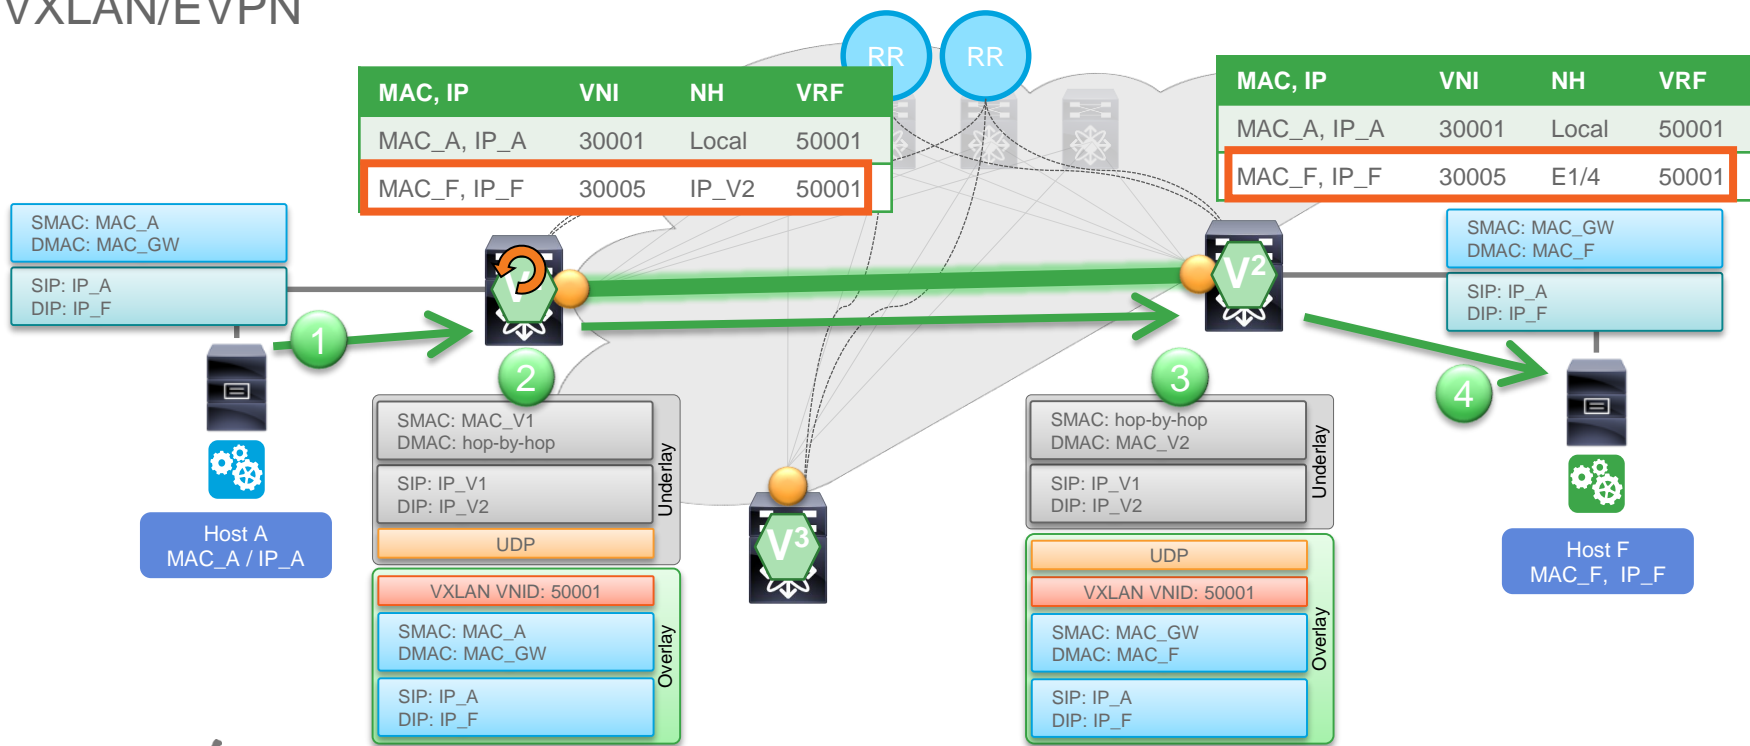 VXLAN/EVPN
RR
RR
MAC, IP VNI NH VRF
MAC_A, IP_A 30001 Local 50001
MAC_F, IP_F 30005 IP_V2 50001
MAC, IP VNI NH VRF
MAC_A, IP_A 30001 Local 50001
MAC_F, IP_F 30005 E1/4 50001
SMAC: MAC_A
DMAC: MAC_GW
SIP: IP_A
DIP: IP_F
V
V2
SMAC: MAC_GW
DMAC: MAC_F
SIP: IP_A
DIP: IP_F
1
2
3
4
SMAC: MAC_V1
DMAC: hop-by-hop
SIP: IP_V1
DIP: IP_V2
UDP
Underlay
VXLAN VNID: 50001
SMAC: MAC_A
DMAC: MAC_GW
SIP: IP_A
DIP: IP_F
Overlay
V3
SMAC: hop-by-hop
DMAC: MAC_V2
SIP: IP_V1
DIP: IP_V2
Underlay
UDP
VXLAN VNID: 50001
SMAC: MAC_GW
DMAC: MAC_F
SIP: IP_A
DIP: IP_F
Overlay
Host A
MAC_A / IP_A
Host F
MAC_F, IP_F